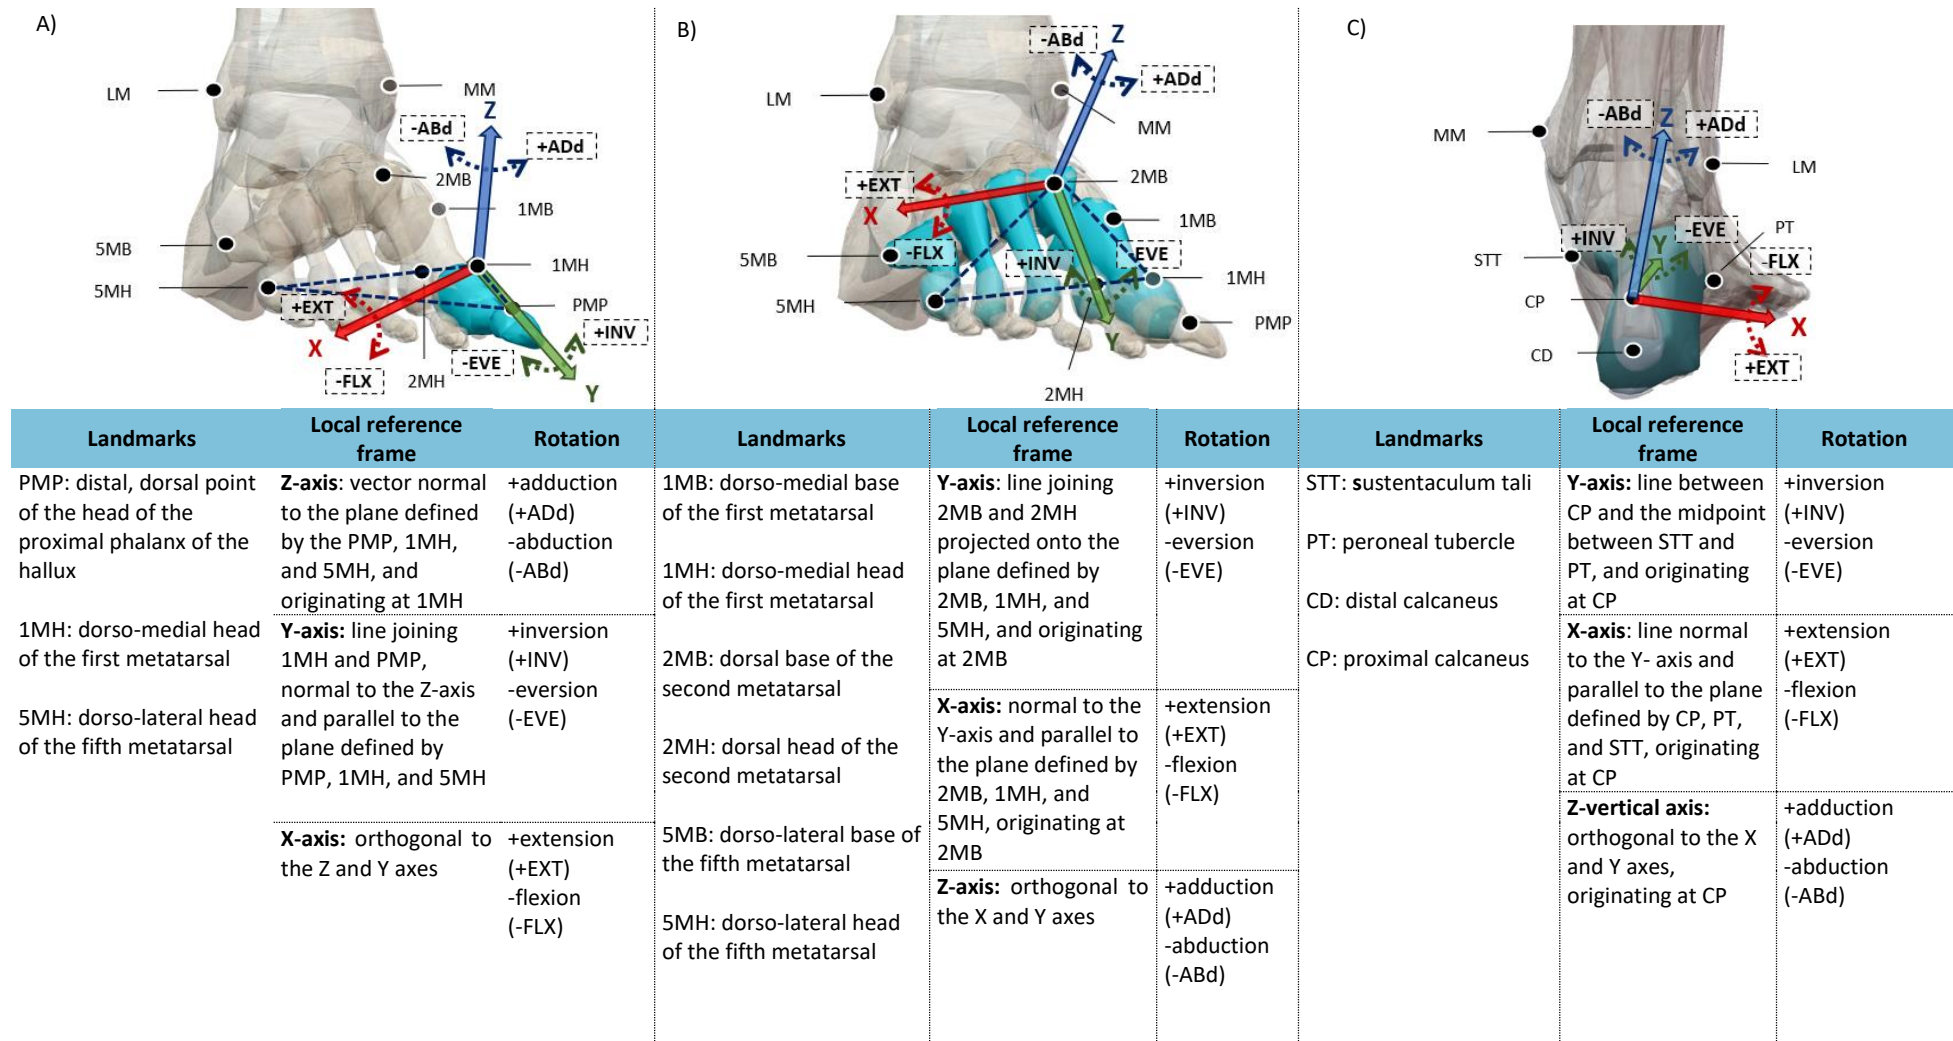 A)
LM
MM
Z
-ABd
+ADd
2MB
1MB
5MB
1MH
5MH
PMP
+EXT
X
+INV
-EVE
-FLX
2MH
Y
B)
-ABd
Z
+ADd
LM
MM
2MB
+EXT
X
1MB
5MB
-FLX
+INV
EVE
1MH
5MH
PMP
Y
2MH
C)
-ABd
Z
+ADd
MM
LM
+INV
-EVE
PT
Y
STT
-FLX
CP
X
CD
+EXT
Landmarks
Local reference
frame
Rotation
PMP: distal, dorsal point
of the head of the
proximal phalanx of the
hallux
1MH: dorso-medial head
of the first metatarsal
5MH: dorso-lateral head
of the fifth metatarsal
Z-axis: vector normal
to the plane defined
by the PMP, 1MH,
and 5MH, and
originating at 1MH
+adduction
(+ADd)
-abduction
(-ABd)
Y-axis: line joining
1MH and PMP,
normal to the Z-axis
and parallel to the
plane defined by
PMP, 1MH, and 5MH
+inversion
(+INV)
-eversion
(-EVE)
X-axis: orthogonal to
the Z and Y axes
+extension
(+EXT)
-flexion
(-FLX)
Landmarks
Local reference
frame
Rotation
1MB: dorso-medial base
of the first metatarsal
1MH: dorso-medial head
of the first metatarsal
2MB: dorsal base of the
second metatarsal
2MH: dorsal head of the
second metatarsal
5MB: dorso-lateral base of
the fifth metatarsal
5MH: dorso-lateral head
of the fifth metatarsal
Y-axis: line joining
2MB and 2MH
projected onto the
plane defined by
2MB, 1MH, and
5MH, and originating
at 2MB
+inversion
(+INV)
-eversion
(-EVE)
X-axis: normal to the
Y-axis and parallel to
the plane defined by
2MB, 1MH, and
5MH, originating at
2MB
+extension
(+EXT)
-flexion
(-FLX)
Z-axis: orthogonal to
the X and Y axes
+adduction
(+ADd)
-abduction
(-ABd)
Landmarks
Local reference
frame
Rotation
STT: sustentaculum tali
PT: peroneal tubercle
CD: distal calcaneus
CP: proximal calcaneus
Y-axis: line between
CP and the midpoint
between STT and
PT, and originating
at CP
+inversion
(+INV)
-eversion
(-EVE)
X-axis: line normal
to the Y- axis and
parallel to the plane
defined by CP, PT,
and STT, originating
at CP
+extension
(+EXT)
-flexion
(-FLX)
Z-vertical axis:
orthogonal to the X
and Y axes,
originating at CP
+adduction
(+ADd)
-abduction
(-ABd)